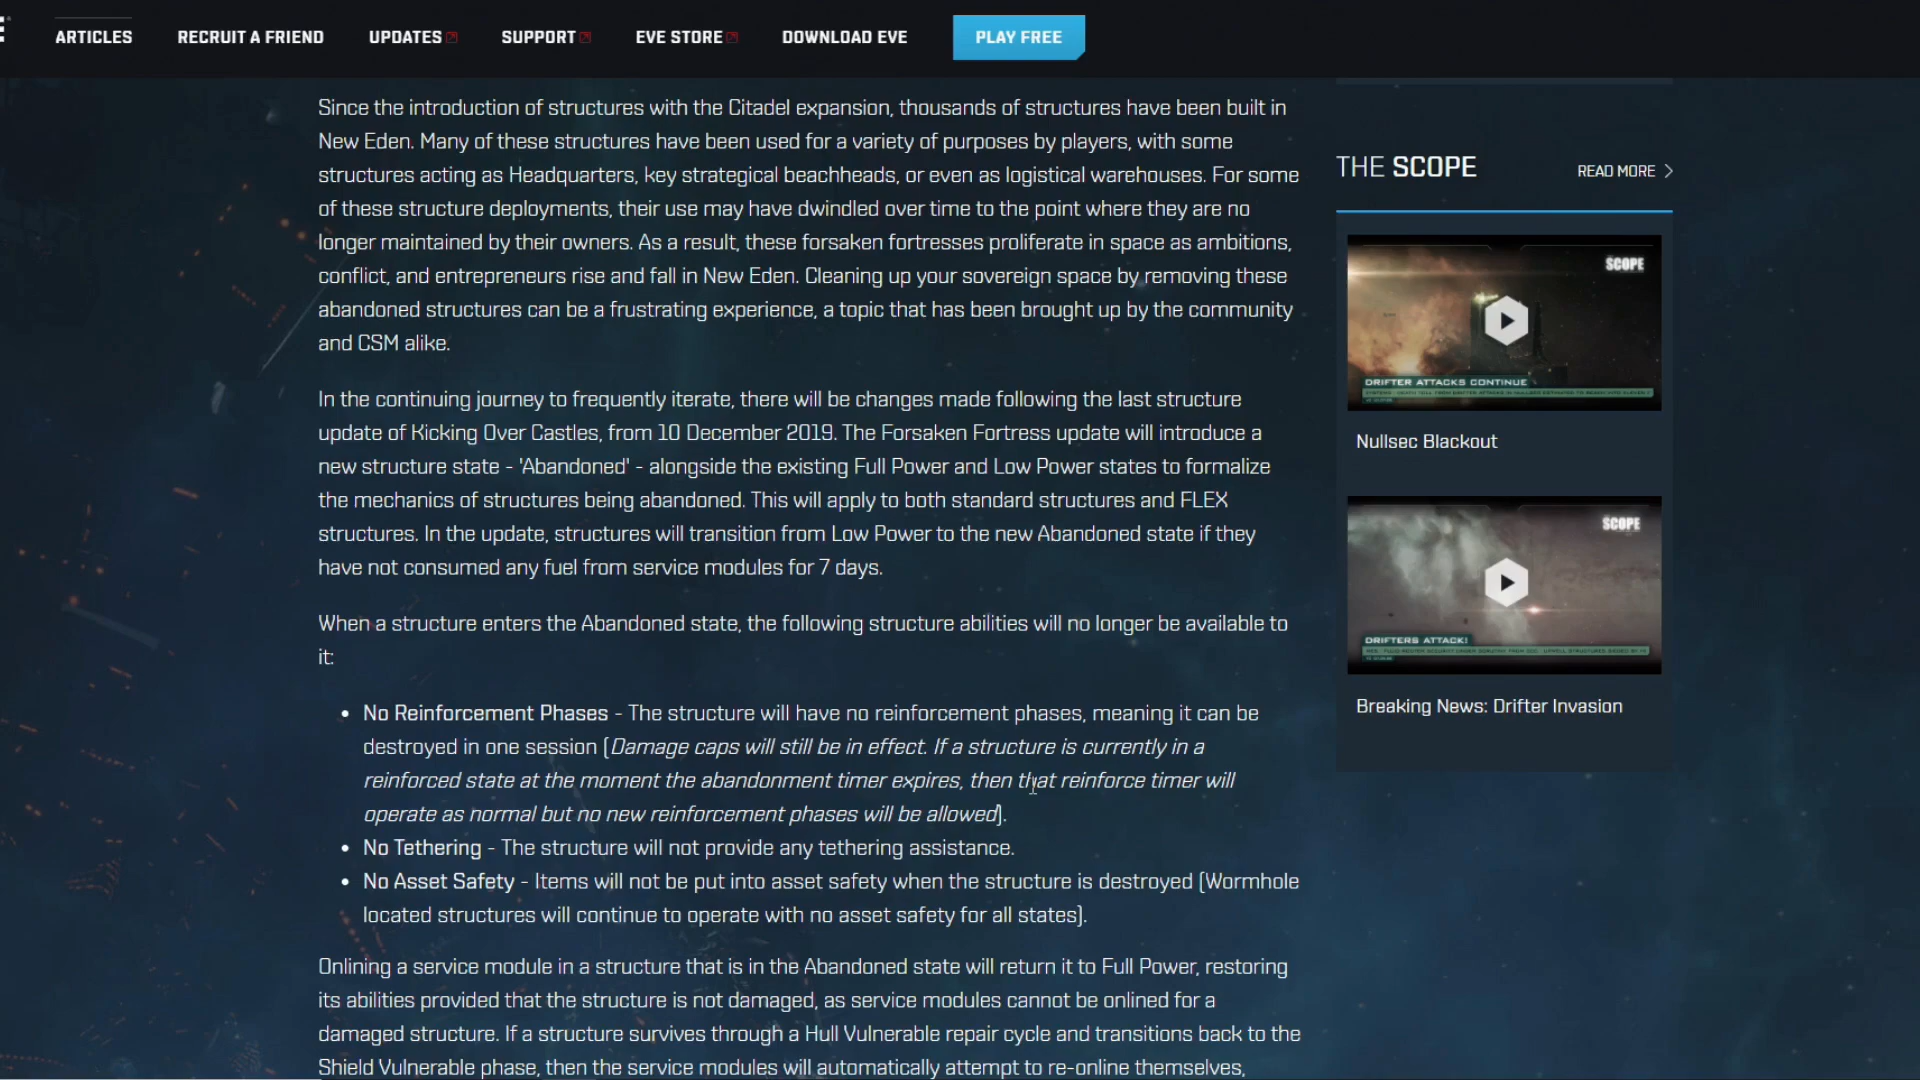 ARTICLES RECRUIT A FRIEND UPDATES SUPPORT EVE STORE DOWNLOAD EVE PLAY FREE
Since the introduction of structures with the Citadel expansion, thousands of structures have been built in
New Eden. Many of these structures have been used for a variety of purposes by players, with some
structures acting as Headquarters, key strategical beachheads, or even as logistical warehouses. For some
of these structure deployments, their use may have dwindled over time to the point where they are no
longer maintained by their owners. As a result, these forsaken fortresses proliferate in space as ambitions,
conflict, and entrepreneurs rise and fall in New Eden. Cleaning up your sovereign space by removing these
abandoned structures can be a frustrating experience, a topic that has been brought up by the community
and CSM alike.
In the continuing journey to frequently iterate, there will be changes made following the last structure
update of Kicking Over Castles, from 10 December 2019. The Forsaken Fortress update will introduce a
new structure state - 'Abandoned' - alongside the existing Full Power and Low Power states to formalize
the mechanics of structures being abandoned. This will apply to both standard structures and FLEX
structures. In the update, structures will transition from Low Power to the new Abandoned state if they
have not consumed any fuel from service modules for 7 days.
When a structure enters the Abandoned state, the following structure abilities will no longer be available to
it:
• No Reinforcement Phases - The structure will have no reinforcement phases, meaning it can be
destroyed in one session (Damage caps will still be in effect. If a structure is currently in a
reinforced state at the moment the abandonment timer expires, then that reinforce timer will
operate as normal but no new reinforcement phases will be allowed).
• No Tethering - The structure will not provide any tethering assistance.
• No Asset Safety - Items will not be put into asset safety when the structure is destroyed (Wormhole
located structures will continue to operate with no asset safety for all states).
Onlining a service module in a structure that is in the Abandoned state will return it to Full Power, restoring
its abilities provided that the structure is not damaged, as service modules cannot be onlined for a
damaged structure. If a structure survives through a Hull Vulnerable repair cycle and transitions back to the
Shield Vulnerable phase, then the service modules will automatically attempt to re-online themselves,
THE SCOPE READ MORE
SCOPE
DRIFTER ATTACKS CONTINUE
Nullsec Blackout
SCOPE
DRIFTERS ATTACK!
Breaking News: Drifter Invasion